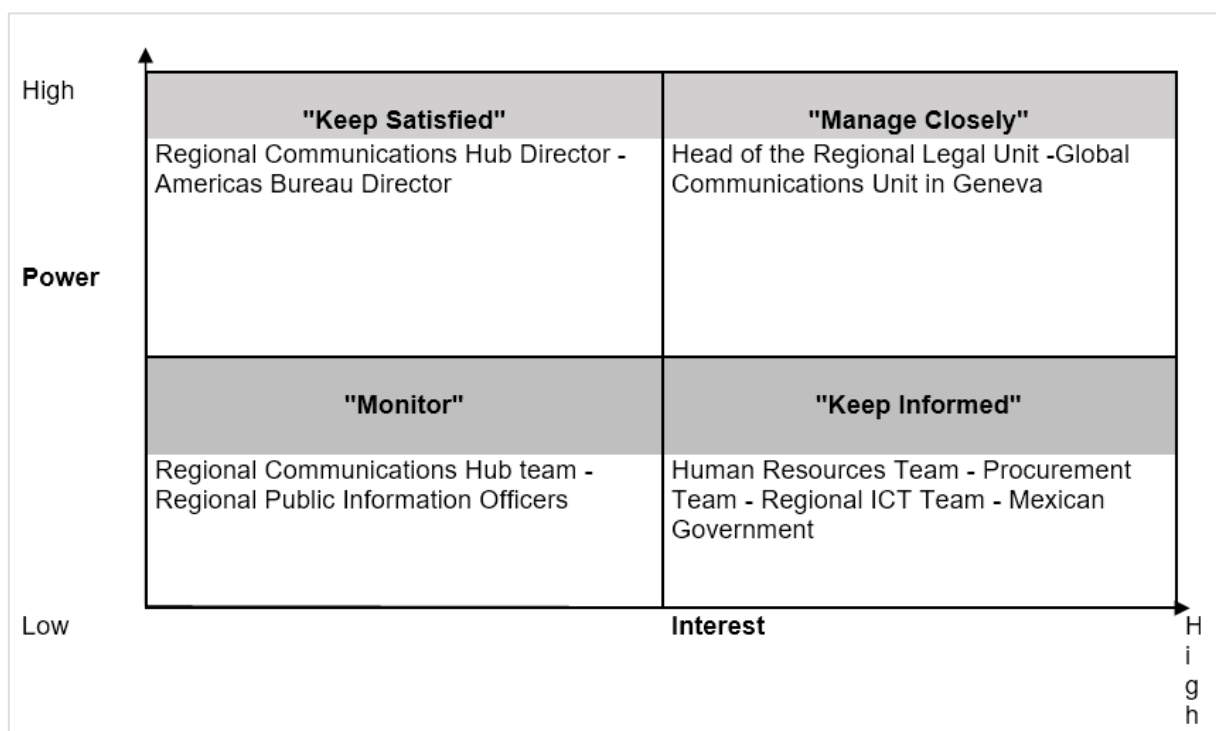 High
"Keep Satisfied"
"Manage Closely"
Regional Communications Hub Director -
Americas Bureau Director
Head of the Regional Legal Unit -Global
Communications Unit in Geneva
Power
"Monitor"
"Keep Informed"
Regional Communications Hub team -
Regional Public Information Officers
Human Resources Team - Procurement
Team - Regional ICT Team - Mexican
Government
Low
Interest
H
i
g
h